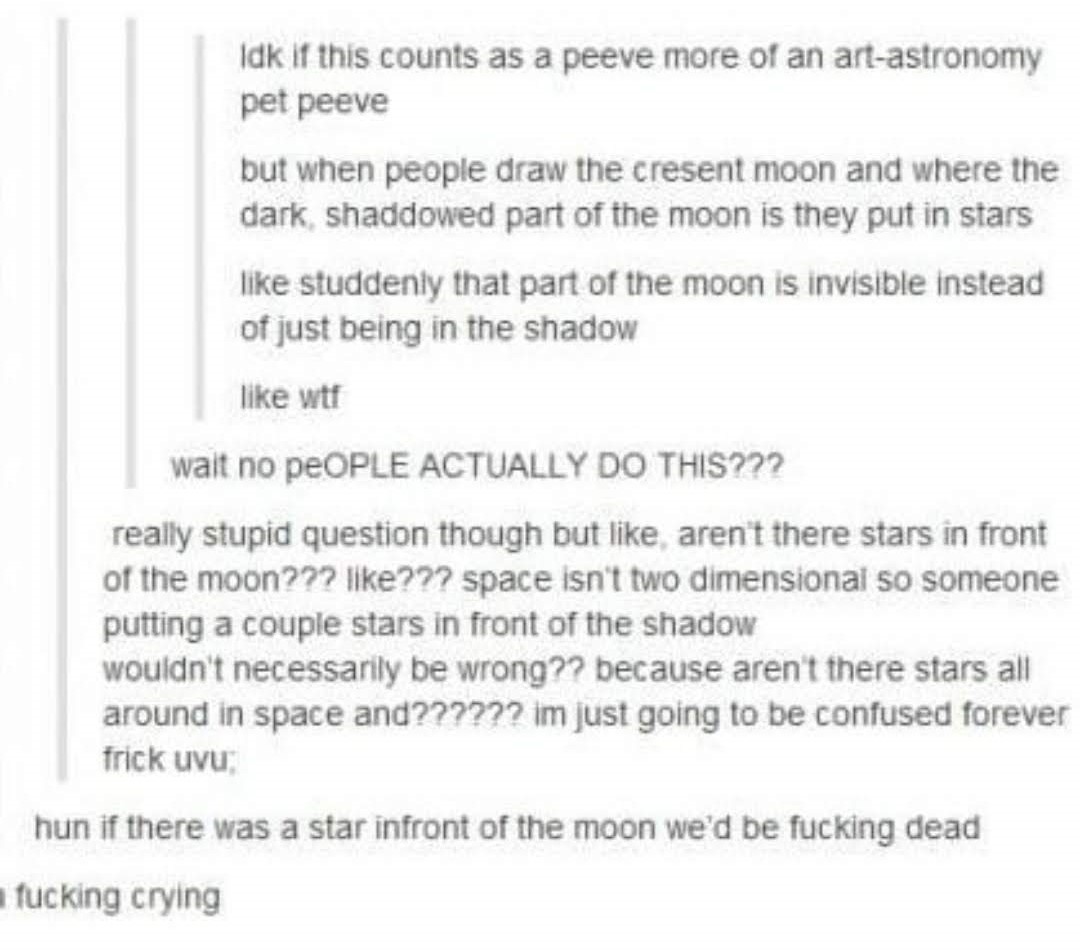 Idk if this counts as a peeve more of an art-astronomy
pet peeve
but when people draw the cresent moon and where the
dark, shaddowed part of the moon is they put in stars
like studdenly that part of the moon is invisible instead
of just being in the shadow
like wtf
wait no peOPLE ACTUALLY DO THIS???
really stupid question though but like, aren't there stars in front
of the moon??? like??? space isn't two dimensional so someone
putting a couple stars in front of the shadow
wouldn't necessarily be wrong?? because aren't there stars all
around in space and?????? im just going to be confused forever
frick uvu;
hun if there was a star infront of the moon we'd be fucking dead
fucking crying